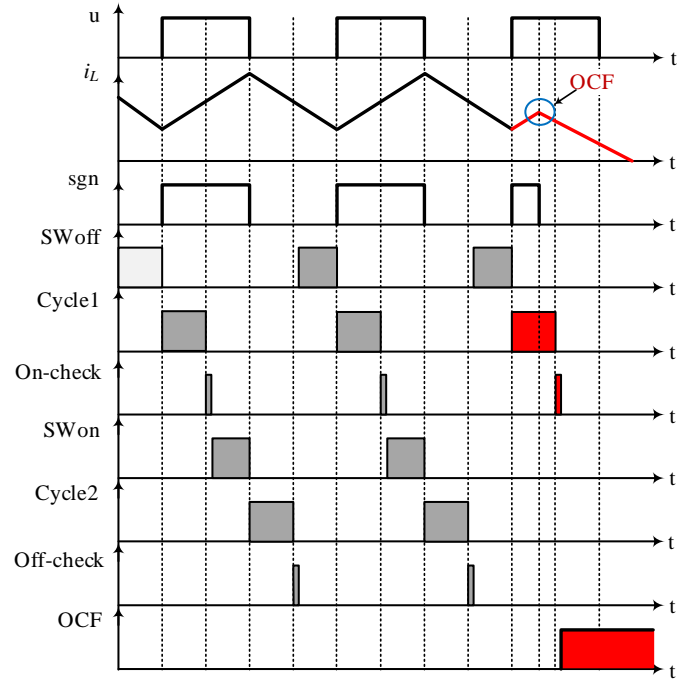 u
t
i_L
OCF
t
sgn
t
SWoff
t
Cycle1
t
On-check
t
SWon
t
Cycle2
t
Off-check
t
OCF
t